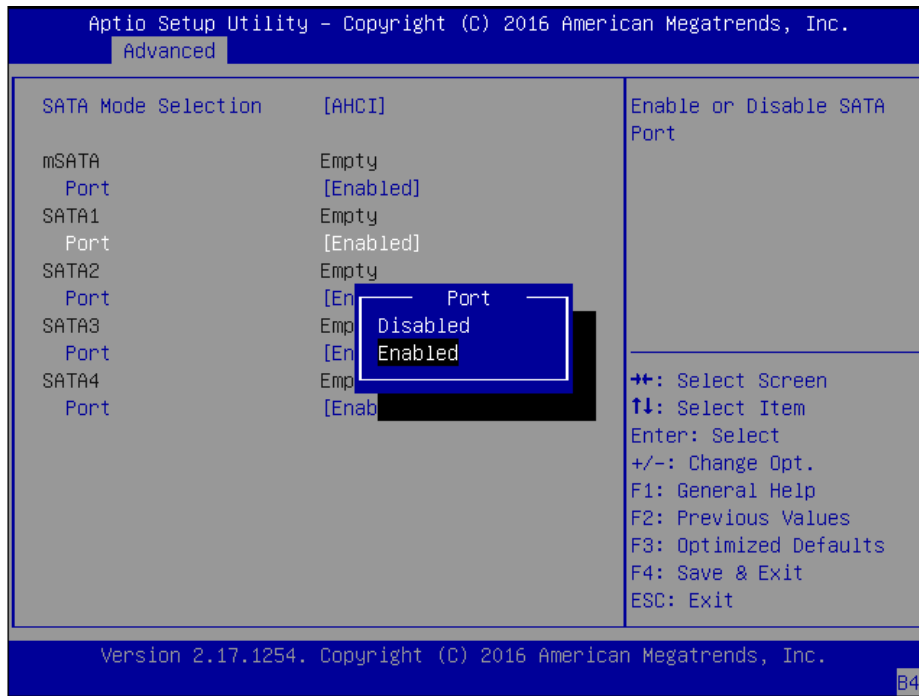 Aptio Setup Utility – Copyright (C) 2016 American Megatrends, Inc.
Advanced
SATA Mode Selection [AHCI]
mSATA Empty
Port [Enabled]
SATA1 Empty
Port [Enabled]
SATA2 Empty
Port [En
SATA3 Emp
Port [En
SATA4 Emp
Port [Enab
Port
Disabled
Enabled
Enable or Disable SATA
Port
→←: Select Screen
↑↓: Select Item
Enter: Select
+/-: Change Opt.
F1: General Help
F2: Previous Values
F3: Optimized Defaults
F4: Save & Exit
ESC: Exit
Version 2.17.1254. Copyright (C) 2016 American Megatrends, Inc.
B4